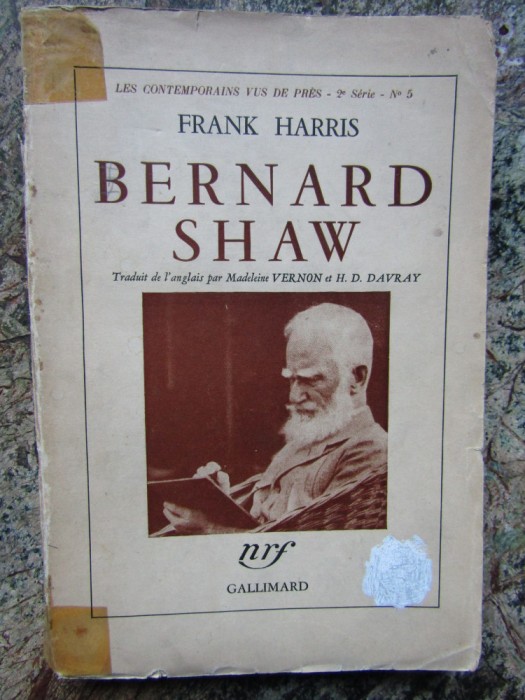 LES CONTEMPORAINS VUS DE PRÈS - 2e Série - No 5
FRANK HARRIS
BERNARD
SHAW
Traduit de l'anglais par Madeleine VERNON et H. D. DAVRAY
nrf
GALLIMARD